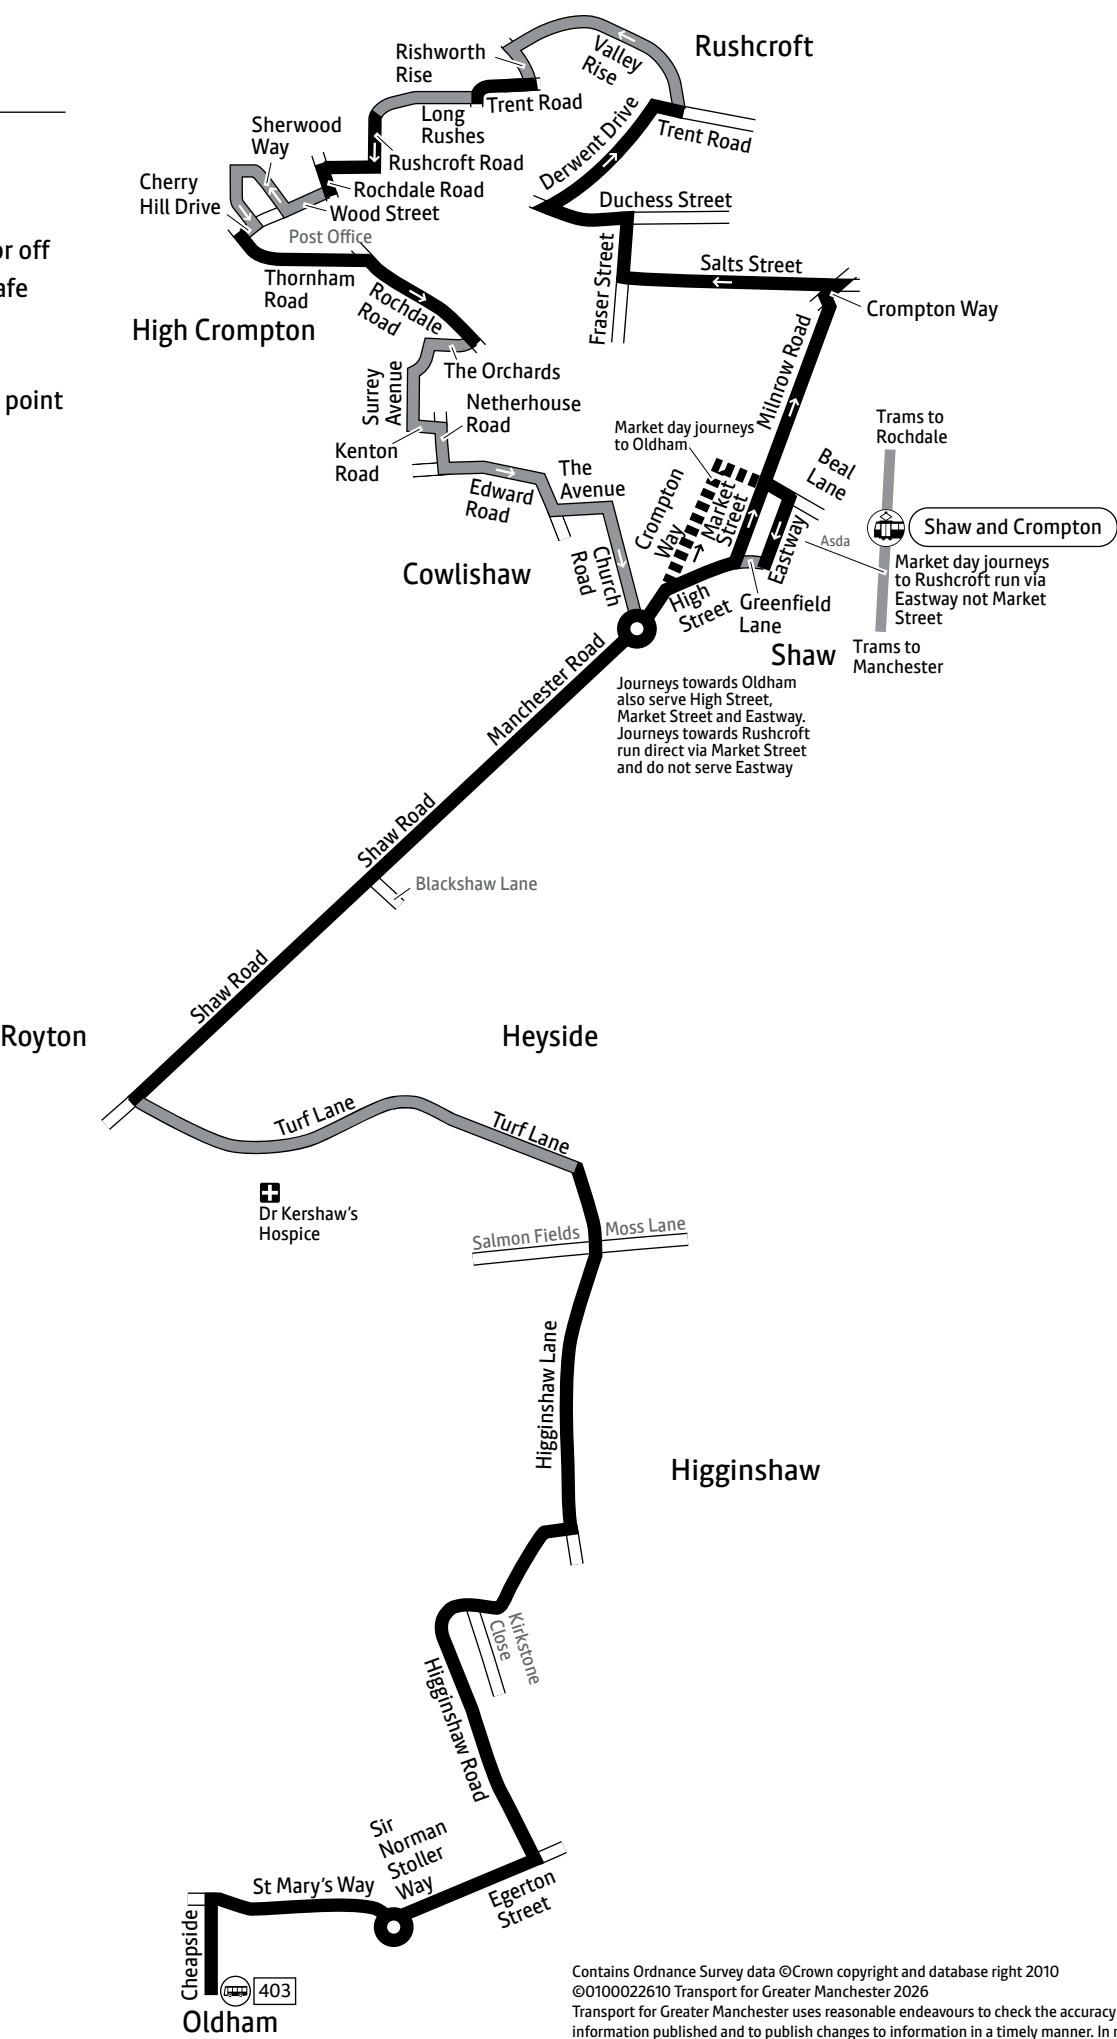 Rushcroft
Rishworth
Rise
Valley
Rise
Trent Road
Long
Rushes
Trent Road
Derwent Drive
Sherwood
Way
Rushcroft Road
Cherry
Hill Drive
Rochdale Road
Wood Street
Duchess Street
Post Office
or off
afe
Thornham
Road
Rochdale
Road
Fraser Street
Salts Street
Crompton Way
High Crompton
The Orchards
Surrey
Avenue
Milnrow Road
point
Netherhouse
Road
Kenton
Road
Market day journeys
to Oldham
Trams to
Rochdale
Edward
Road
The
Avenue
Crompton
Way
Market
Street
Beal
Lane
Eastway
Asda
Shaw and Crompton
Market day journeys
to Rushcroft run via
Eastway not Market
Street
Cowlishaw
Church
Road
High
Street
Greenfield
Lane
Shaw
Trams to
Manchester
Manchester Road
Journeys towards Oldham
also serve High Street,
Market Street and Eastway.
Journeys towards Rushcroft
run direct via Market Street
and do not serve Eastway
Shaw Road
Blackshaw Lane
Shaw Road
Royton
Heyside
Turf Lane
Turf Lane
Dr Kershaw's
Hospice
Salmon Fields
Moss Lane
Higginshaw Lane
Higginshaw
Kirkstone
Close
Higginshaw Road
Sir
Norman
Stoller
Way
St Mary's Way
Egerton
Street
Cheapside
403
Oldham
Contains Ordnance Survey data ©Crown copyright and database right 2010
©0100022610 Transport for Greater Manchester 2026
Transport for Greater Manchester uses reasonable endeavours to check the accuracy
information published and to publish changes to information in a timely manner. In